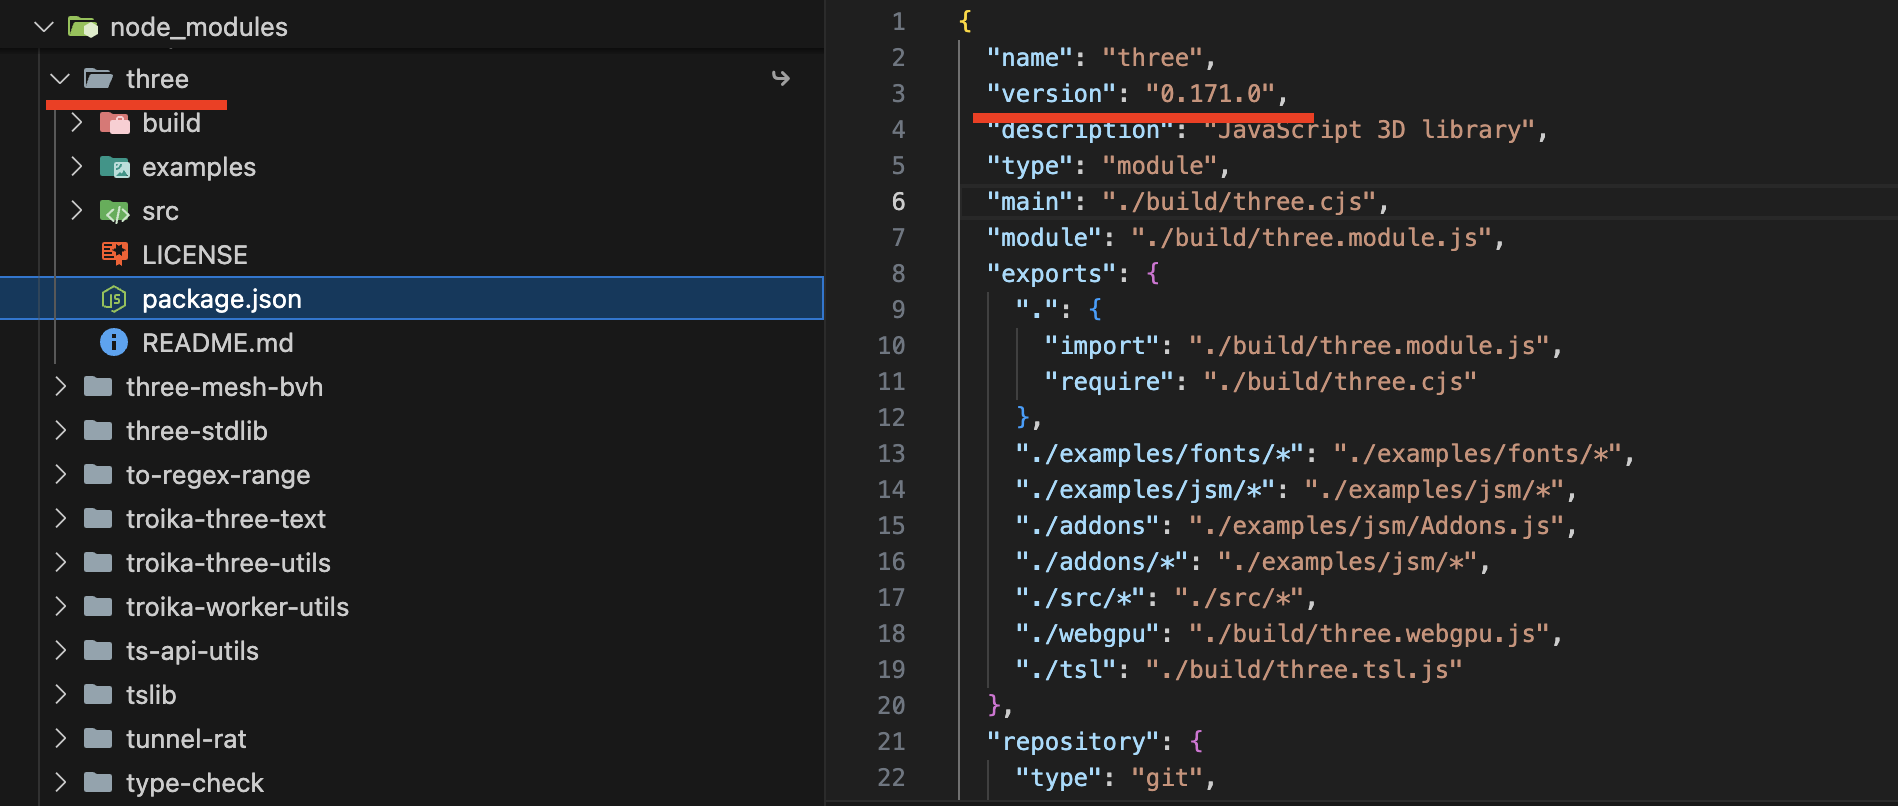 node_modules
three
build
examples
src
LICENSE
package.json
README.md
three-mesh-bvh
three-stdlib
to-regex-range
troika-three-text
troika-three-utils
troika-worker-utils
ts-api-utils
tslib
tunnel-rat
type-check
1 {
2 "name": "three",
3 "version": "0.171.0",
4 "description": "JavaScript 3D library",
5 "type": "module",
6 "main": "./build/three.cjs",
7 "module": "./build/three.module.js",
8 "exports": {
9 ".": {
10 "import": "./build/three.module.js",
11 "require": "./build/three.cjs"
12 },
13 "./examples/fonts/*": "./examples/fonts/*",
14 "./examples/jsm/*": "./examples/jsm/*",
15 "./addons": "./examples/jsm/Addons.js",
16 "./addons/*": "./examples/jsm/*",
17 "./src/*": "./src/*",
18 "./webgpu": "./build/three.webgpu.js",
19 "./tsl": "./build/three.tsl.js"
20 },
21 "repository": {
22 "type": "git",